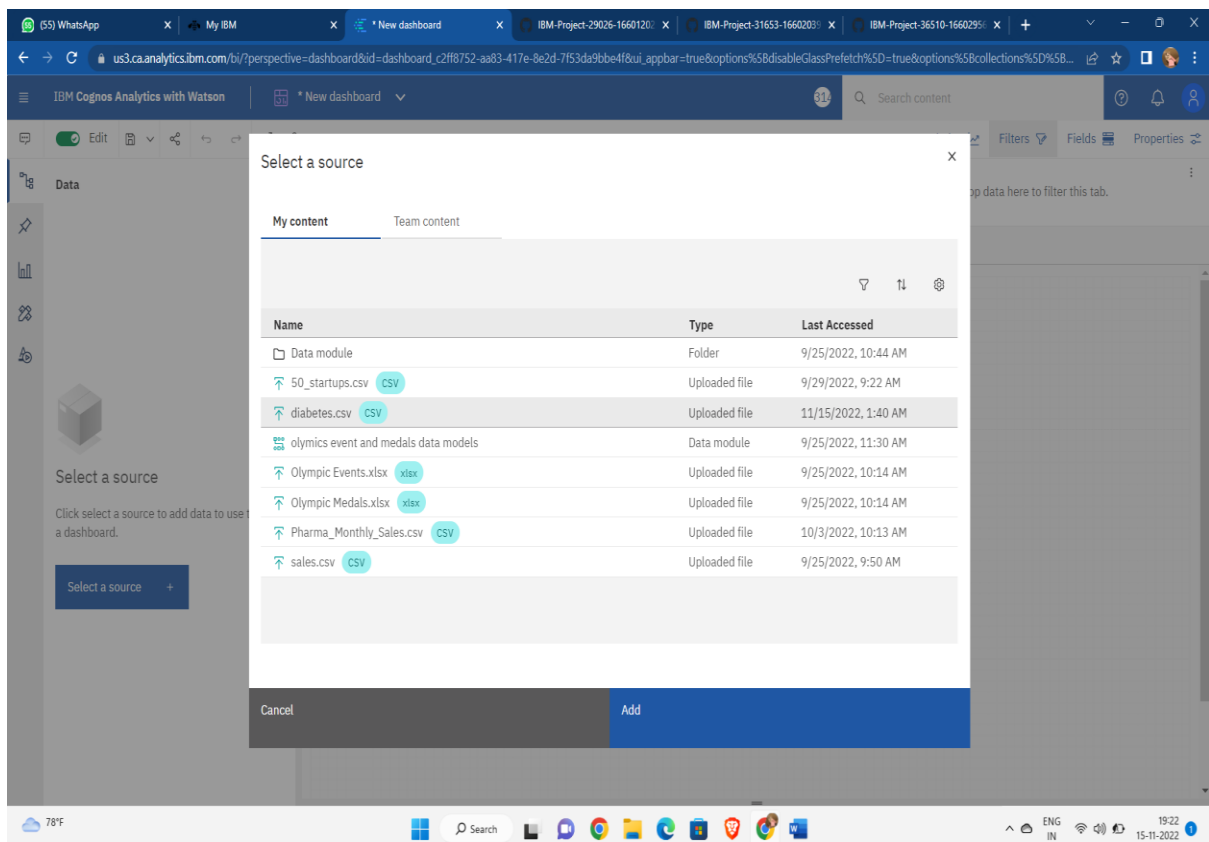 (55) WhatsApp
My IBM
* New dashboard
IBM-Project-29026-1660120
IBM-Project-31653-16602039
IBM-Project-36510-1660295
us3.ca.analytics.ibm.com/bi/?perspective=dashboard&id=dashboard_c2ff8752-aa83-417e-8e2d-7f53da9bbe4f&ui_appbar=true&options%5BdisableGlassPrefetch%5D=true&options%5Bcollections%5D%5B...
IBM Cognos Analytics with Watson
* New dashboard
Search content
Edit
Filters
Fields
Properties
Data
op data here to filter this tab.
Select a source
Click select a source to add data to use
a dashboard.
Select a source +
Select a source
My content
Team content
Name Type Last Accessed
Data module Folder 9/25/2022, 10:44 AM
50_startups.csv CSV Uploaded file 9/29/2022, 9:22 AM
diabetes.csv CSV Uploaded file 11/15/2022, 1:40 AM
olymics event and medals data models Data module 9/25/2022, 11:30 AM
Olympic Events.xlsx xlsx Uploaded file 9/25/2022, 10:14 AM
Olympic Medals.xlsx xlsx Uploaded file 9/25/2022, 10:14 AM
Pharma_Monthly_Sales.csv CSV Uploaded file 10/3/2022, 10:13 AM
sales.csv CSV Uploaded file 9/25/2022, 9:50 AM
Cancel
Add
78°F
Search
ENG
IN
19:22
15-11-2022
1